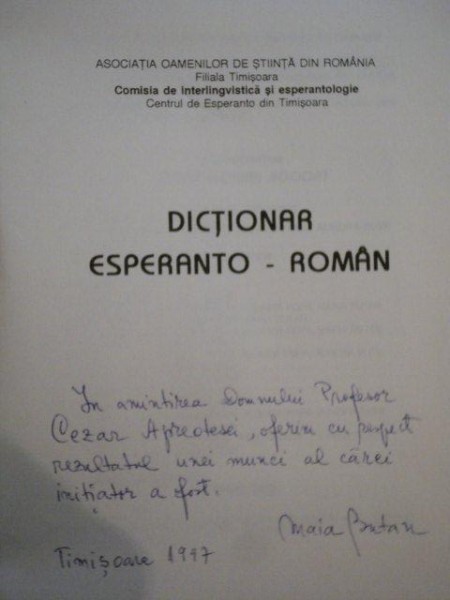 ASOCIAȚIA OAMENILOR DE ȘTIINȚĂ DIN ROMÂNIA
Filiala Timișoara
Comisia de interlingvistică și esperantologie
Centrul de Esperanto din Timișoara
DICȚIONAR
ESPERANTO - ROMÂN
In amintirea Domnului Profesor
Cezar Apreotesei, oferim cu respect
rezultatul unei munci al cărei
inițiator a fost.
Maia
Timișoara 1997